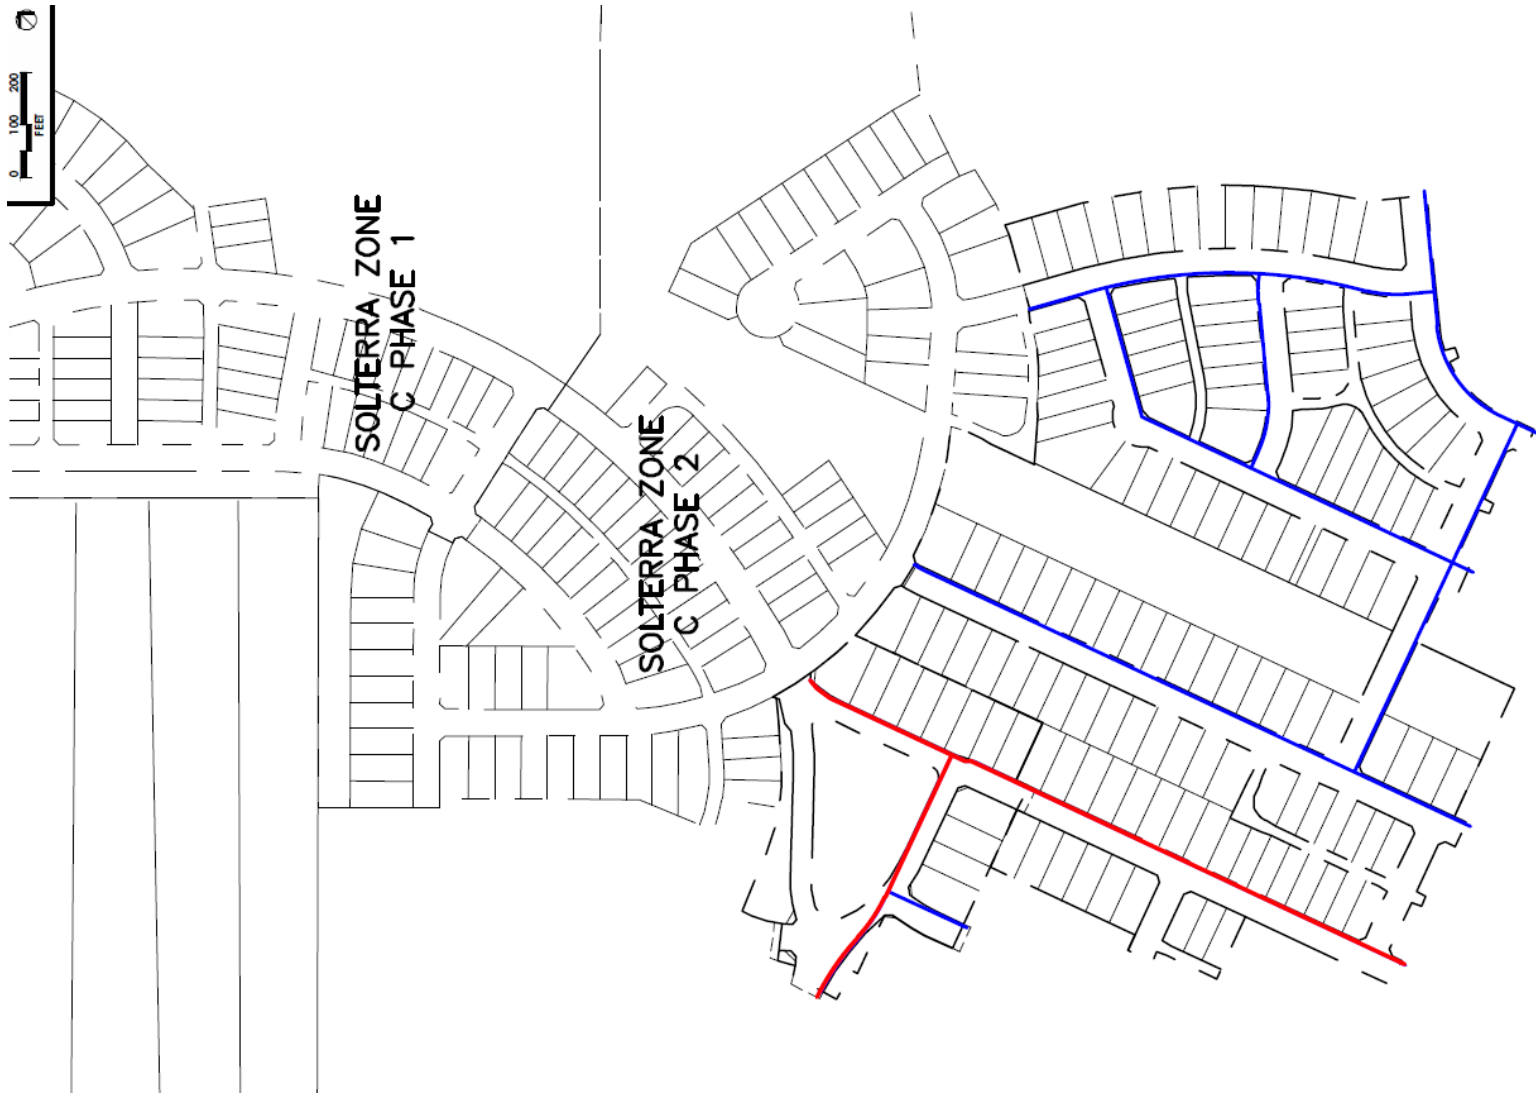 0 100 200
FEET
SOLTERRA ZONE
C PHASE 1
SOLTERRA ZONE
C PHASE 2